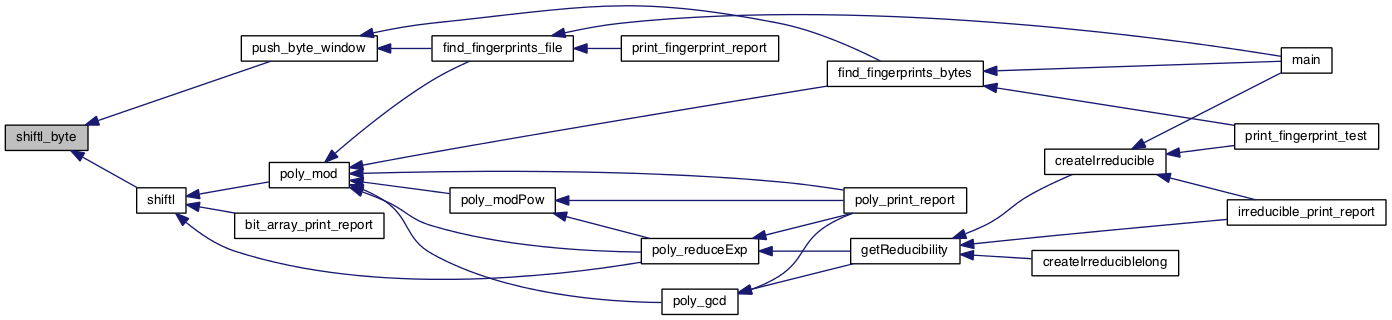 shiftl_byte
push_byte_window
shiftl
find_fingerprints_file
poly_mod
bit_array_print_report
print_fingerprint_report
poly_modPow
poly_reduceExp
poly_gcd
find_fingerprints_bytes
poly_print_report
getReducibility
createIrreducible
createIrreduciblelong
main
print_fingerprint_test
irreducible_print_report